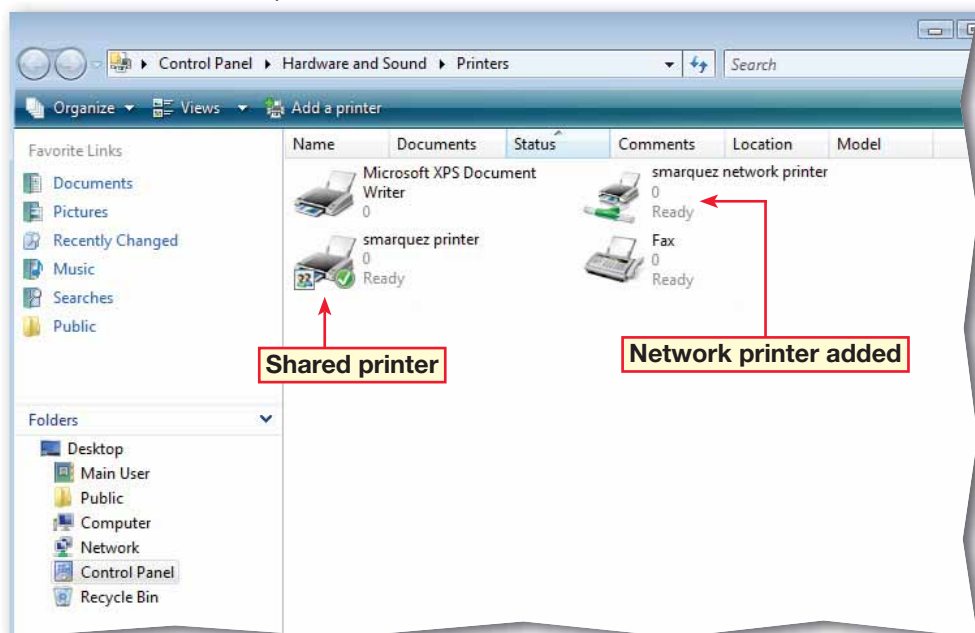 Control Panel Hardware and Sound Printers
Search
Organize Views Add a printer
Favorite Links
Documents
Pictures
Recently Changed
Music
Searches
Public
Folders
Desktop
Main User
Public
Computer
Network
Control Panel
Recycle Bin
Name Documents Status Comments Location Model
Microsoft XPS Document
Writer
0
smarquez network printer
0
Ready
smarquez printer
0
Ready
Fax
0
Ready
Shared printer
Network printer added